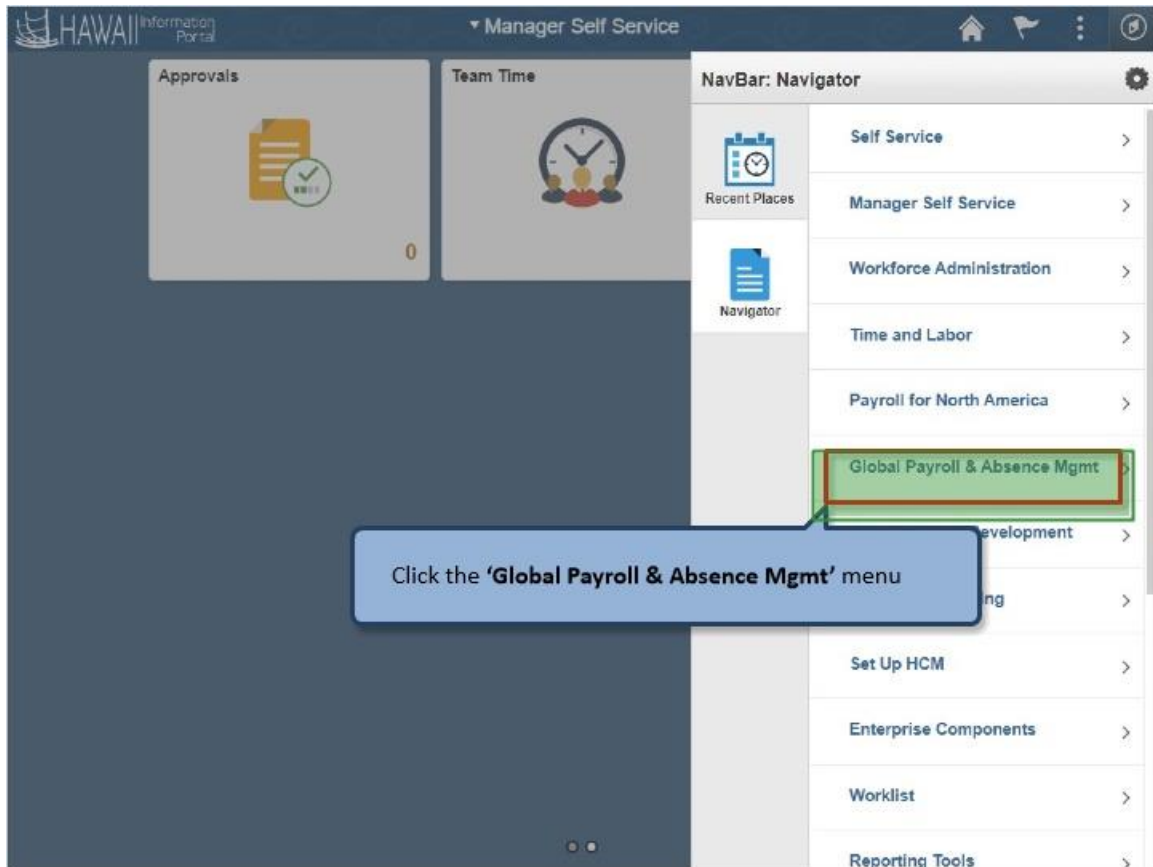 HAWAII Information
Portal
Manager Self Service
Approvals
0
Team Time
NavBar: Navigator
Recent Places
Navigator
Self Service
Manager Self Service
Workforce Administration
Time and Labor
Payroll for North America
Global Payroll & Absence Mgmt
evelopment
ing
Set Up HCM
Enterprise Components
Worklist
Reporting Tools
Click the ‘Global Payroll & Absence Mgmt’ menu